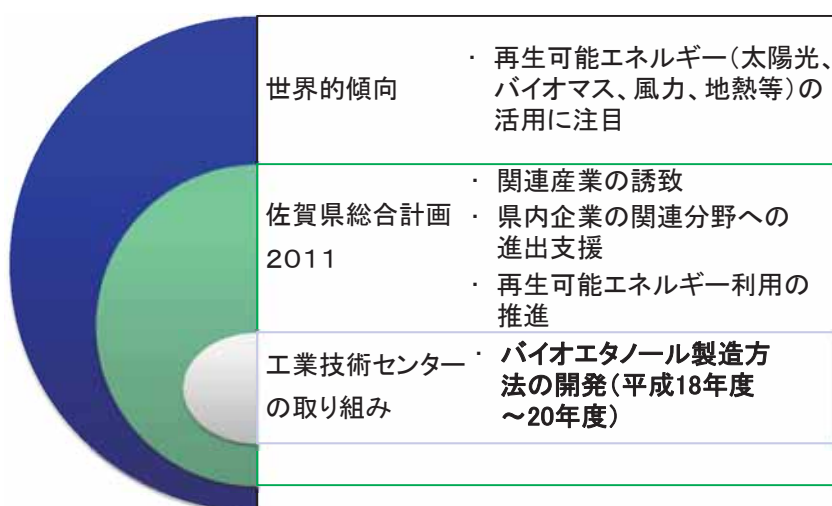 世界的傾向
・ 再生可能エネルギー(太陽光、
バイオマス、風力、地熱等)の
活用に注目
佐賀県総合計画
2011
・ 関連産業の誘致
・ 県内企業の関連分野への
進出支援
・ 再生可能エネルギー利用の
推進
工業技術センター
の取り組み
・ バイオエタノール製造方
法の開発(平成18年度
~20年度)